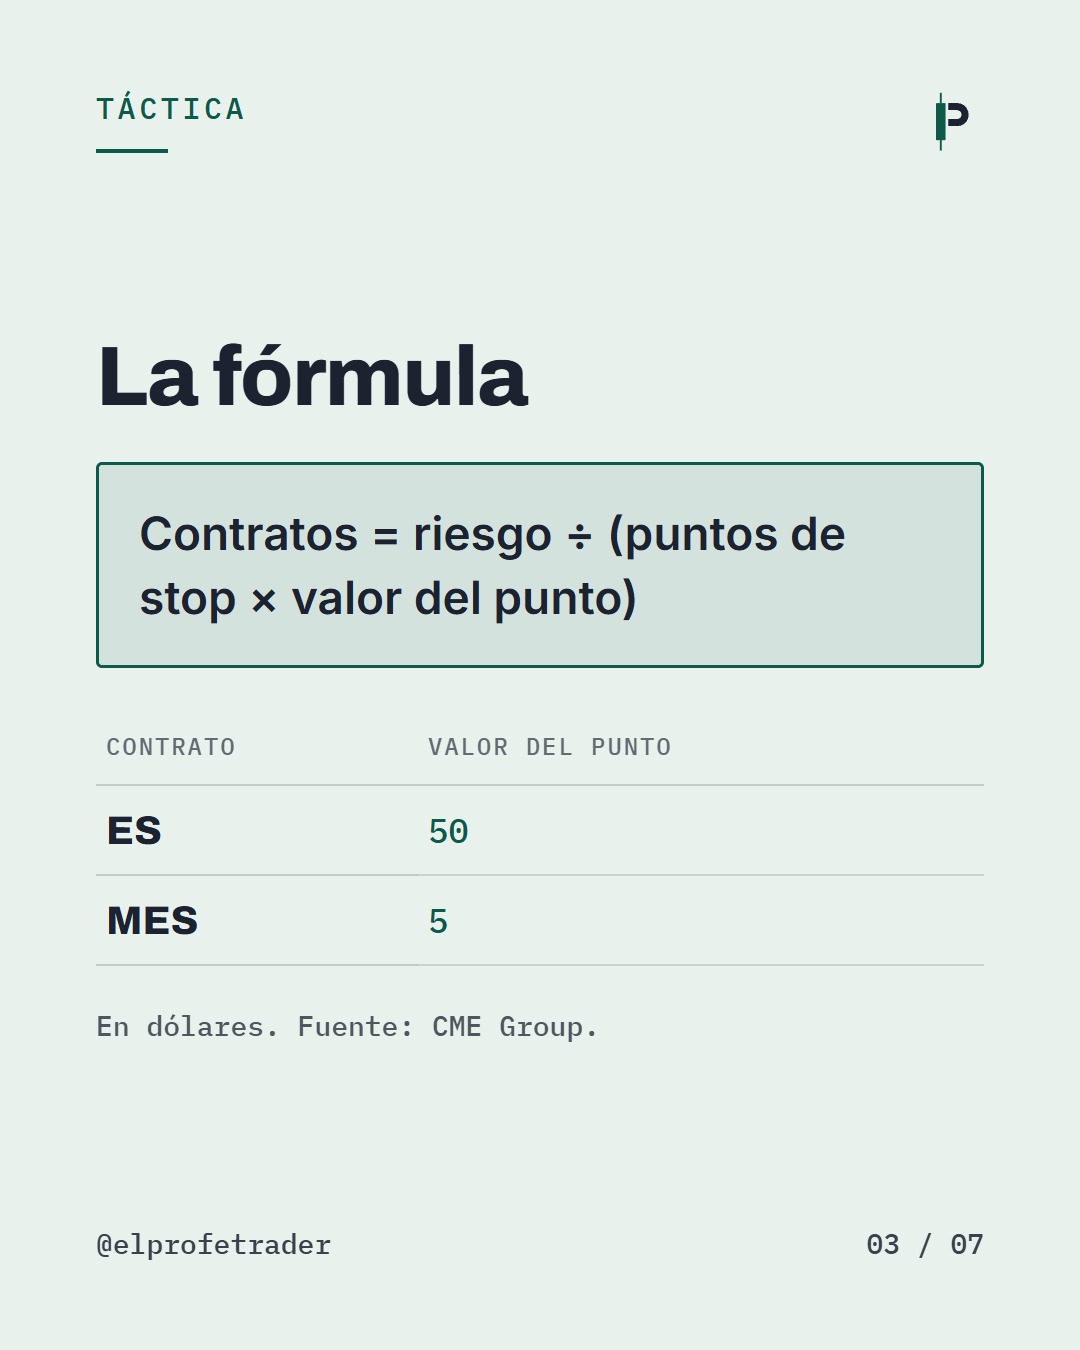 TÁCTICA
La fórmula
Contratos = riesgo ÷ (puntos de
stop × valor del punto)
CONTRATO VALOR DEL PUNTO
ES 50
MES 5
En dólares. Fuente: CME Group.
@elprofetrader 03 / 07